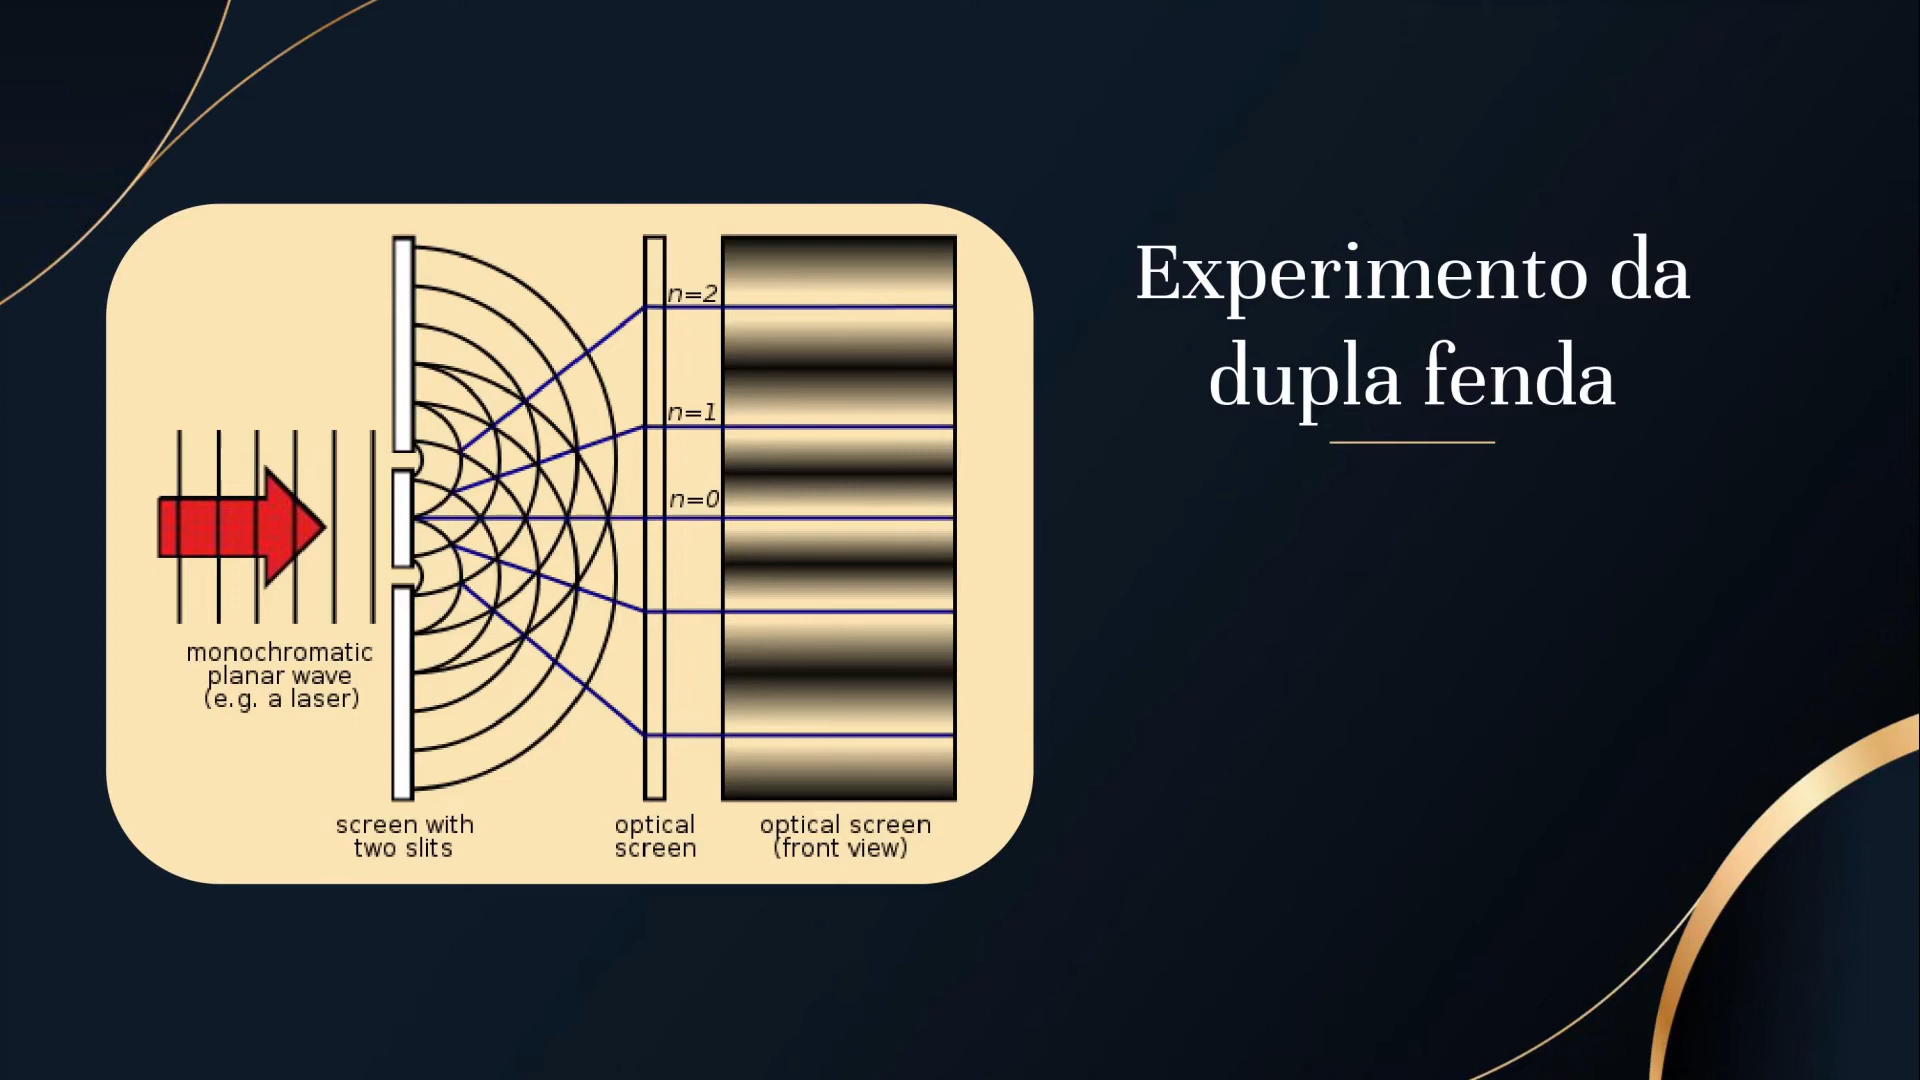 Experimento da
dupla fenda
n=2
n=1
n=0
monochromatic
planar wave
(e.g. a laser)
screen with
two slits
optical
screen
optical screen
(front view)